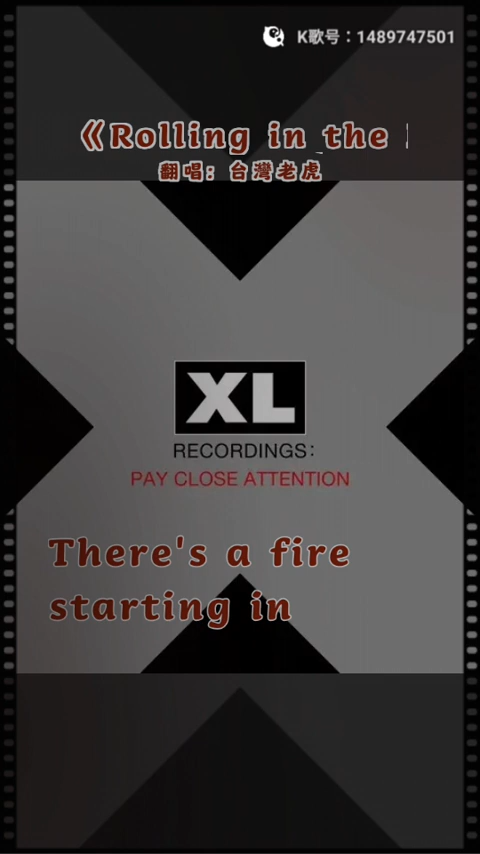 K歌号：1489747501
《Rolling in the
翻唱：台灣老虎
XL
RECORDINGS:
PAY CLOSE ATTENTION
There's a fire
starting in